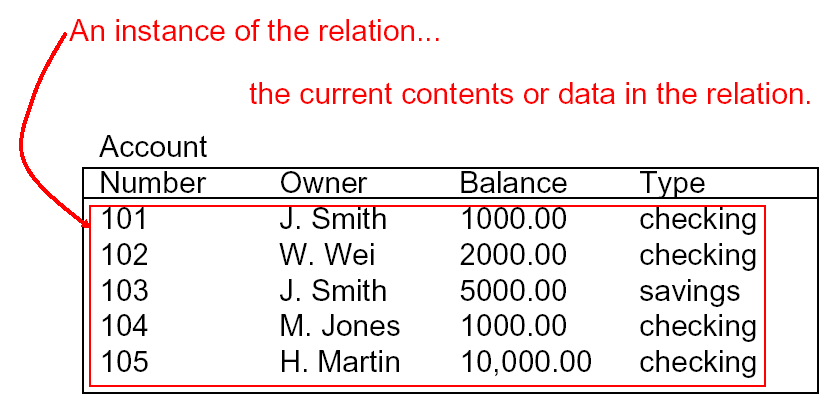 An instance of the relation...
the current contents or data in the relation.
Account
Number Owner Balance Type
101 J. Smith 1000.00 checking
102 W. Wei 2000.00 checking
103 J. Smith 5000.00 savings
104 M. Jones 1000.00 checking
105 H. Martin 10,000.00 checking